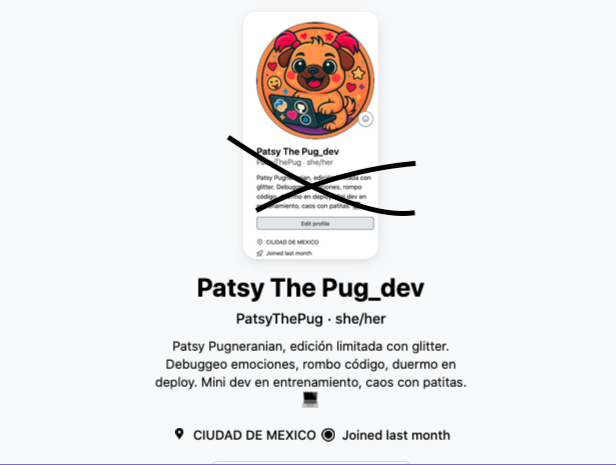 Patsy The Pug_dev
PatsyThePug · she/her
Patsy Pugneranian, edición limitada con
glitter. Debuggeo emociones, rompo
código, duermo en deploy. Mini dev en
entrenamiento, caos con patitas.
Edit profile
CIUDAD DE MEXICO
Joined last month
Patsy The Pug_dev
PatsyThePug · she/her
Patsy Pugneranian, edición limitada con glitter.
Debuggeo emociones, rombo código, duermo en
deploy. Mini dev en entrenamiento, caos con patitas.
💻
CIUDAD DE MEXICO Joined last month